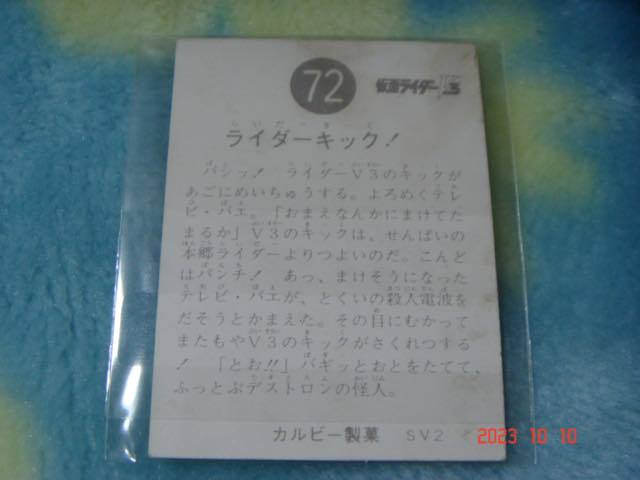 72
仮面ライダーV3
ライダーキック！
バシッ！ ライダーV3のキックが
あごにめいちゅうする。よろめくテレ
ビ・バエ。「おまえなんかにまけてた
まるか」V3のキックは、せんぱいの
本郷ライダーよりつよいのだ。こんど
はパンチ！ あっ、まけそうになった
テレビ・バエが、とくいの殺人電波を
だそうとかまえた。その目にむかって
またもやV3のキックがさくれつする
！ 「とお!!」バギッとおとをたてて、
ふっとぶデストロンの怪人。
カルビー製菓 SV2
2023 10 10